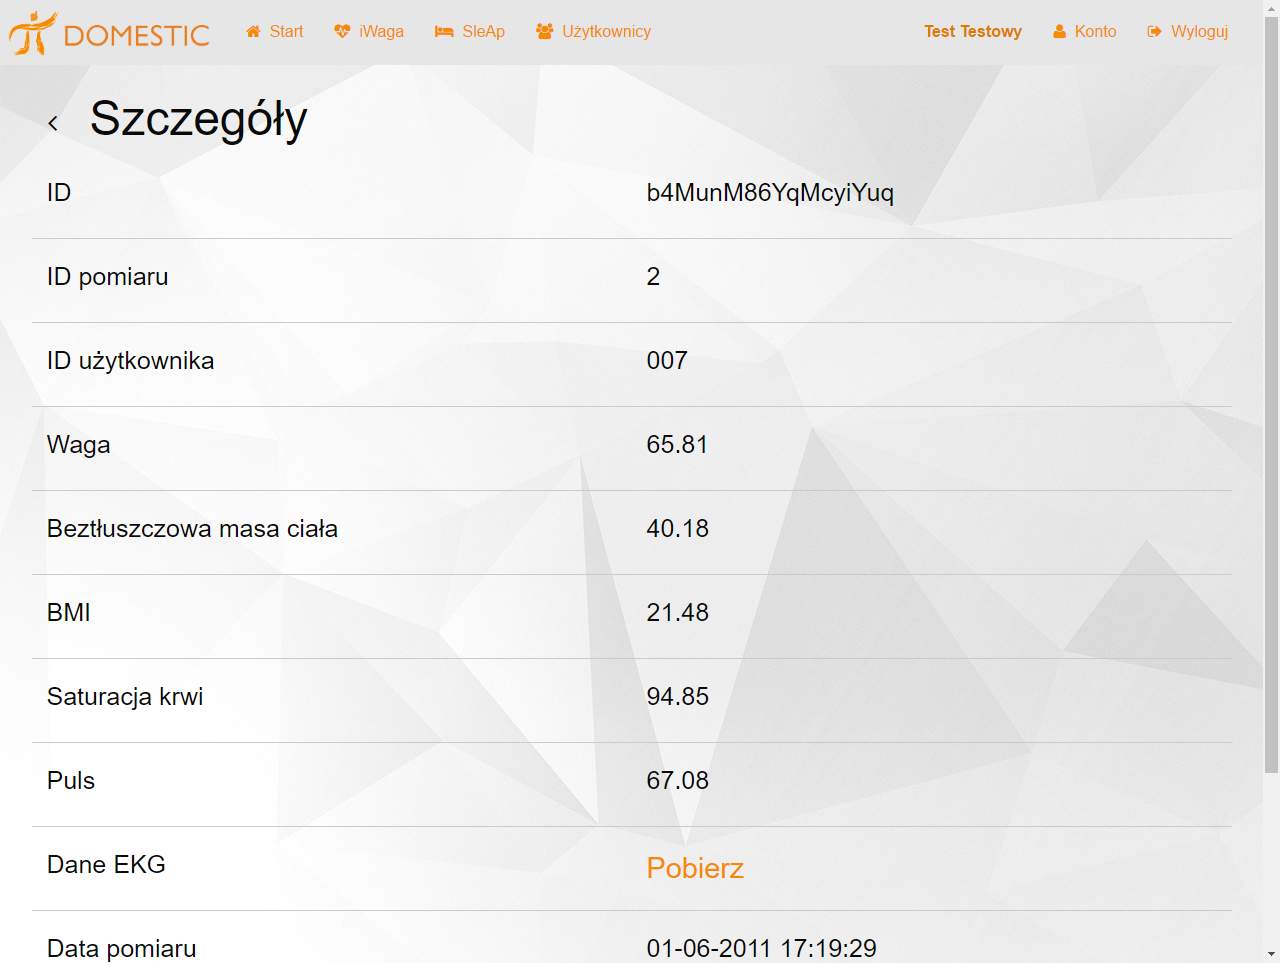 DOMESTIC Start iWaga SleAp Użytkownicy Test Testowy Konto Wyloguj
Szczegóły
ID b4MunM86YqMcyiYuq
ID pomiaru 2
ID użytkownika 007
Waga 65.81
Beztłuszczowa masa ciała 40.18
BMI 21.48
Saturacja krwi 94.85
Puls 67.08
Dane EKG Pobierz
Data pomiaru 01-06-2011 17:19:29